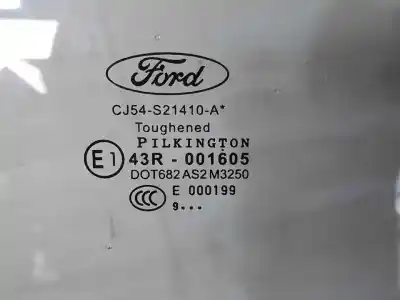 Ford
CJ54-S21410-A*
Toughened
PILKINGTON
E1 43R - 001605
DOT682 AS2 M3250
CCC E 000199
9...